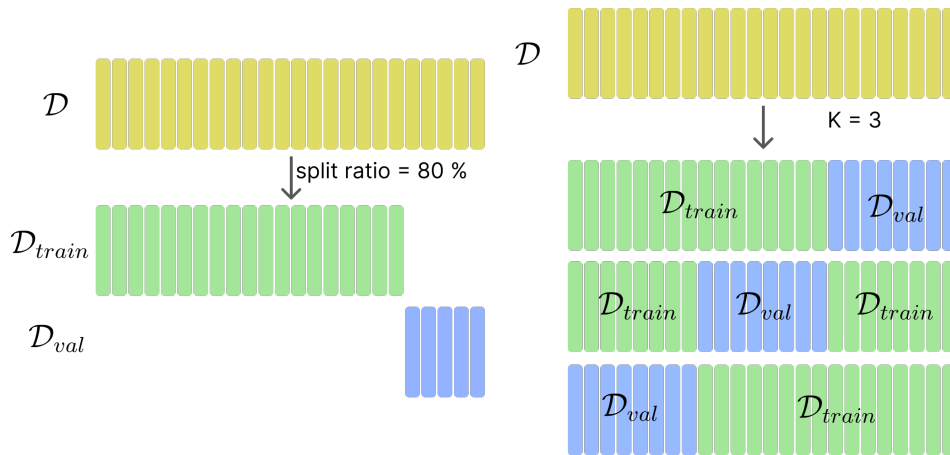 𝒟
split ratio = 80 %
𝒟_train
𝒟_val
𝒟
K = 3
𝒟_train 𝒟_val
𝒟_train 𝒟_val 𝒟_train
𝒟_val 𝒟_train